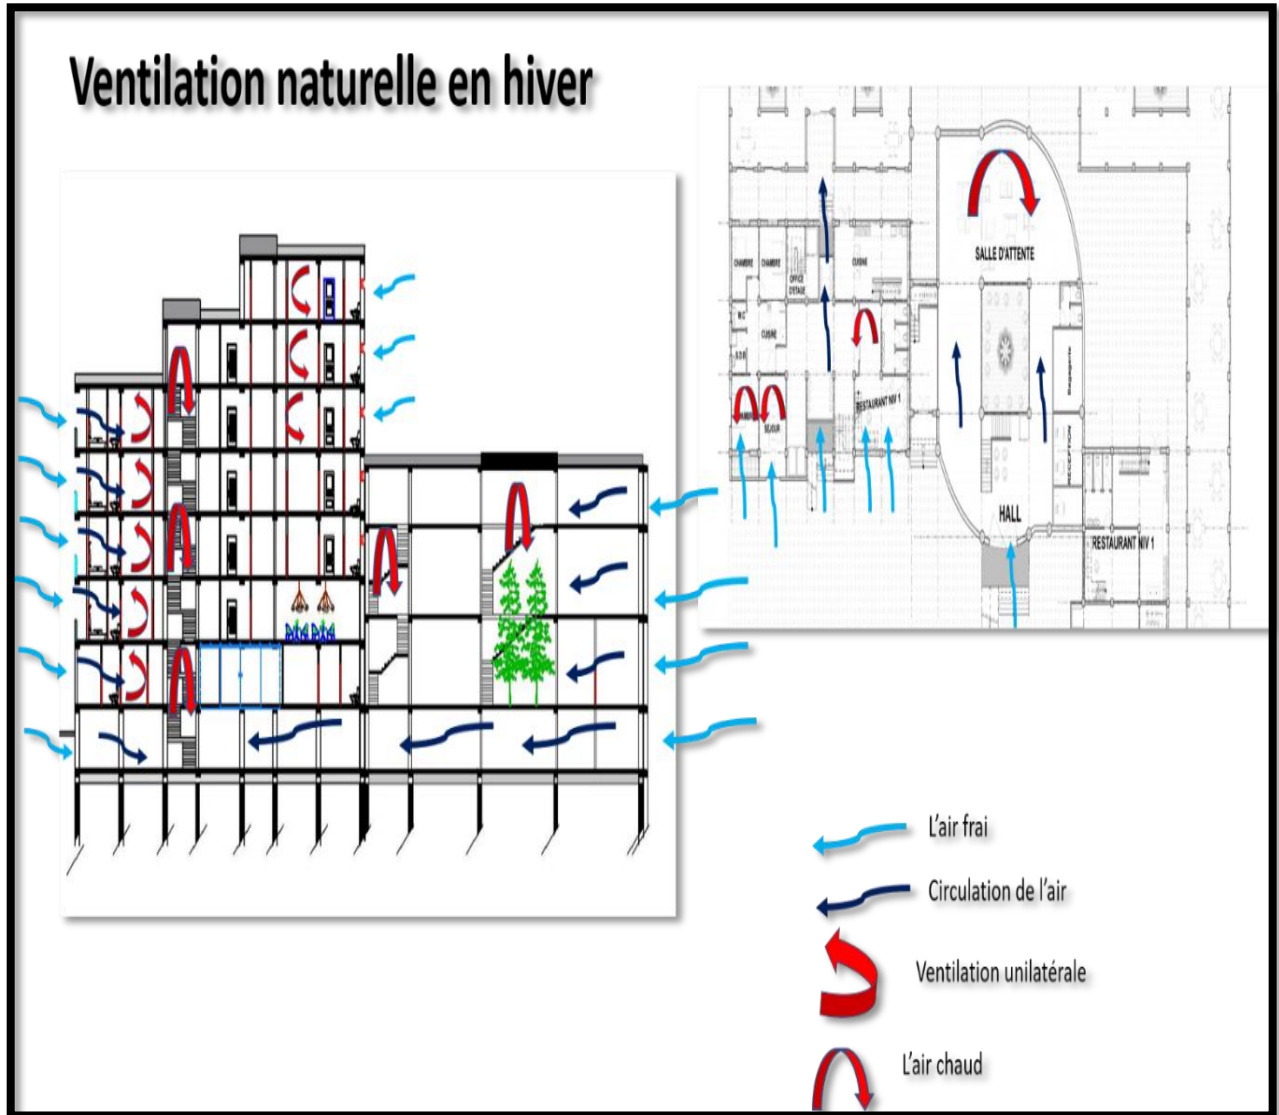 Ventilation naturelle en hiver
SALLE D'ATTENTE
CHAMBRE
CHAMBRE
OFFICE
D'ETAGE
CUISINE
W.C
S.D.B
CUISINE
Bagagerie
RESTAURANT NIV 1
SEJOUR
RECEPTION
HALL
RESTAURANT NIV 1
L'air frai
Circulation de l'air
Ventilation unilatérale
L'air chaud